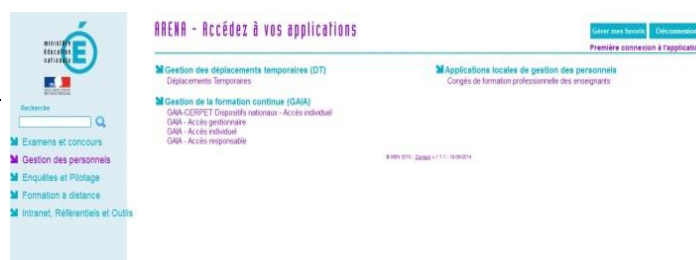 ministère
éducation
nationale
é
Recherche
Examens et concours
Gestion des personnels
Enquêtes et Pilotage
Formation à distance
Intranet, Référentiels et Outils
ARENA - Accédez à vos applications
Gérer mes favoris
Déconnexion
Première connexion à l'applicatio
Gestion des déplacements temporaires (DT)
Déplacements Temporaires
Gestion de la formation continue (GAIA)
GAIA-CERPET Dispositifs nationaux - Accès individuel
GAIA - Accès gestionnaire
GAIA - Accès individuel
GAIA - Accès responsable
Applications locales de gestion des personnels
Congés de formation professionnelle des enseignants